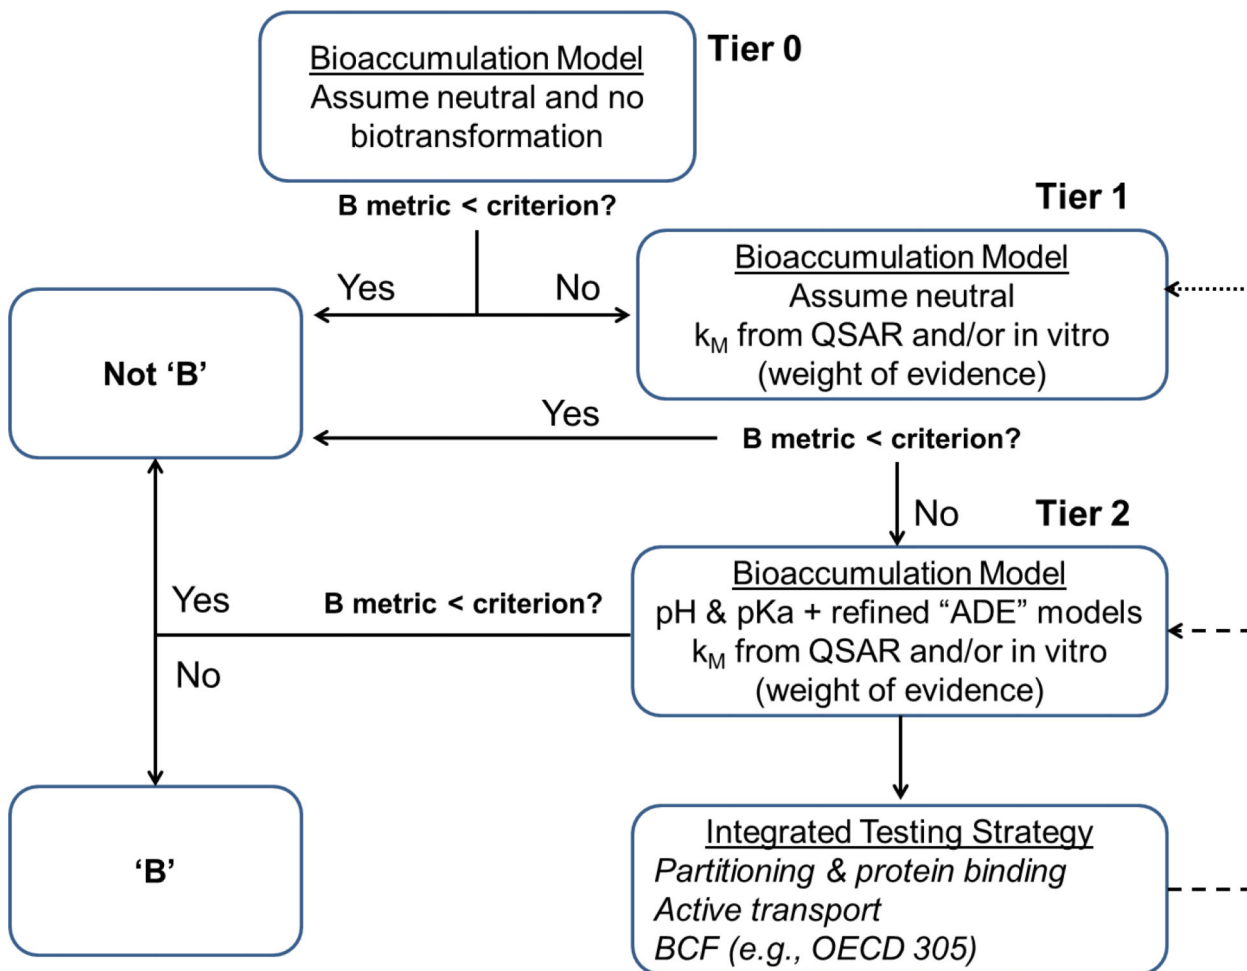 Tier 0
Bioaccumulation Model
Assume neutral and no
biotransformation
B metric < criterion?
Yes
No
Tier 1
Bioaccumulation Model
Assume neutral
kM from QSAR and/or in vitro
(weight of evidence)
Not ‘B’
Yes
B metric < criterion?
No
Tier 2
Bioaccumulation Model
pH & pKa + refined “ADE” models
kM from QSAR and/or in vitro
(weight of evidence)
B metric < criterion?
Yes
No
‘B’
Integrated Testing Strategy
Partitioning & protein binding
Active transport
BCF (e.g., OECD 305)